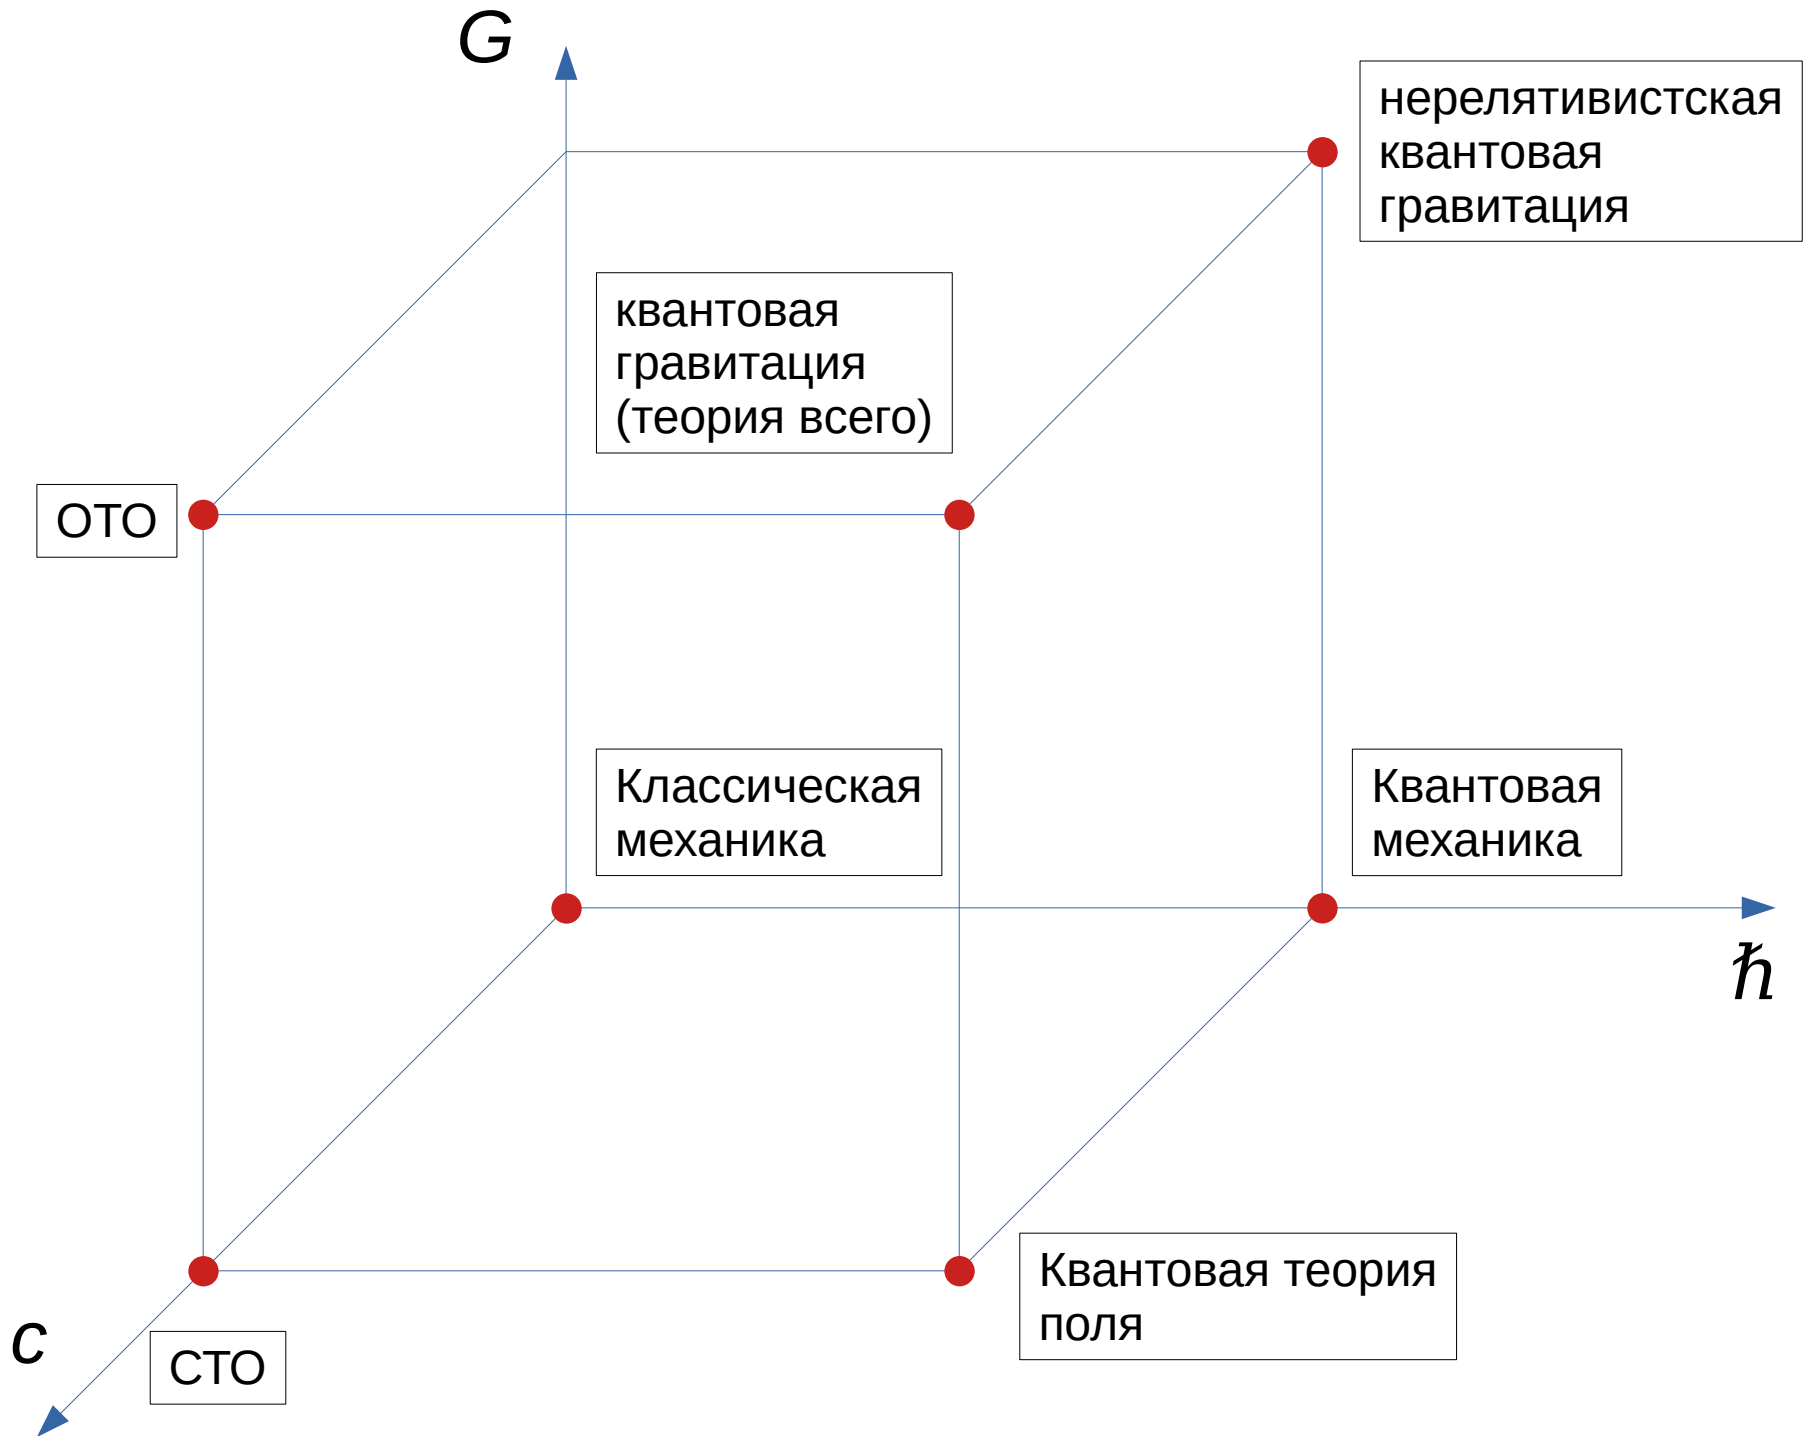 G
нерелятивистская
квантовая
гравитация
квантовая
гравитация
(теория всего)
ОТО
Классическая
механика
Квантовая
механика
ħ
Квантовая теория
поля
c
СТО